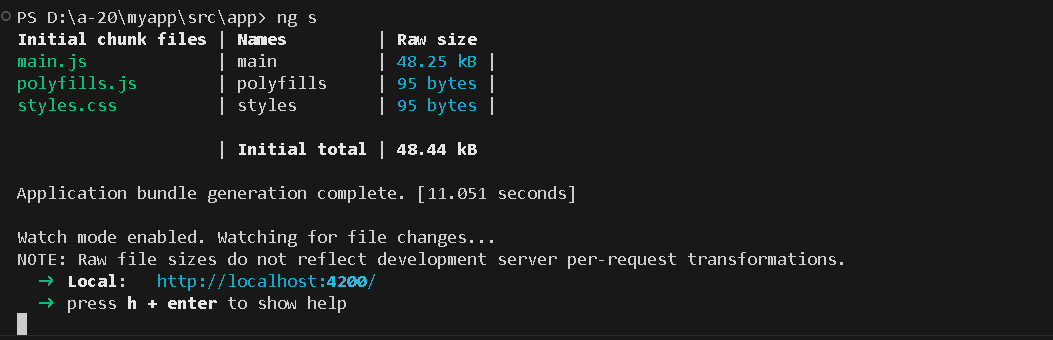 PS D:\a-20\myapp\src\app> ng s
Initial chunk files | Names | Raw size
main.js | main | 48.25 kB |
polyfills.js | polyfills | 95 bytes |
styles.css | styles | 95 bytes |
| Initial total | 48.44 kB
Application bundle generation complete. [11.051 seconds]
Watch mode enabled. Watching for file changes...
NOTE: Raw file sizes do not reflect development server per-request transformations.
→ Local: http://localhost:4200/
→ press h + enter to show help